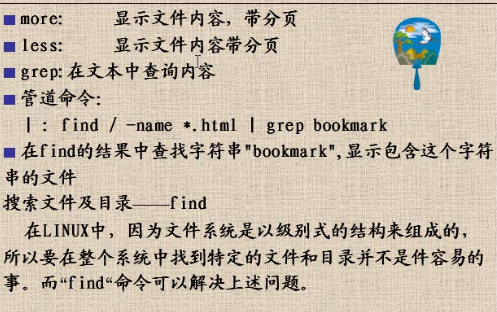 more: 显示文件内容，带分页
less: 显示文件内容带分页
grep:在文本中查询内容
管道命令:
| : find / -name *.html | grep bookmark
在find的结果中查找字符串"bookmark",显示包含这个字符
串的文件
搜索文件及目录——find
在LINUX中，因为文件系统是以级别式的结构来组成的，
所以要在整个系统中找到特定的文件和目录并不是件容易的
事。而“find“命令可以解决上述问题。